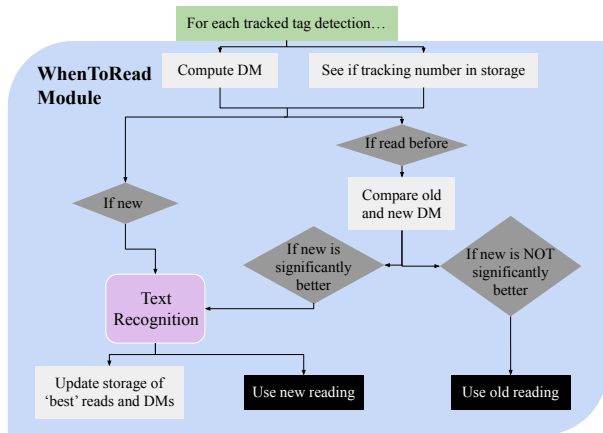 For each tracked tag detection…
WhenToRead
Module
Compute DM
See if tracking number in storage
If read before
If new
Compare old
and new DM
If new is
significantly
better
If new is NOT
significantly
better
Text
Recognition
Update storage of
‘best’ reads and DMs
Use new reading
Use old reading